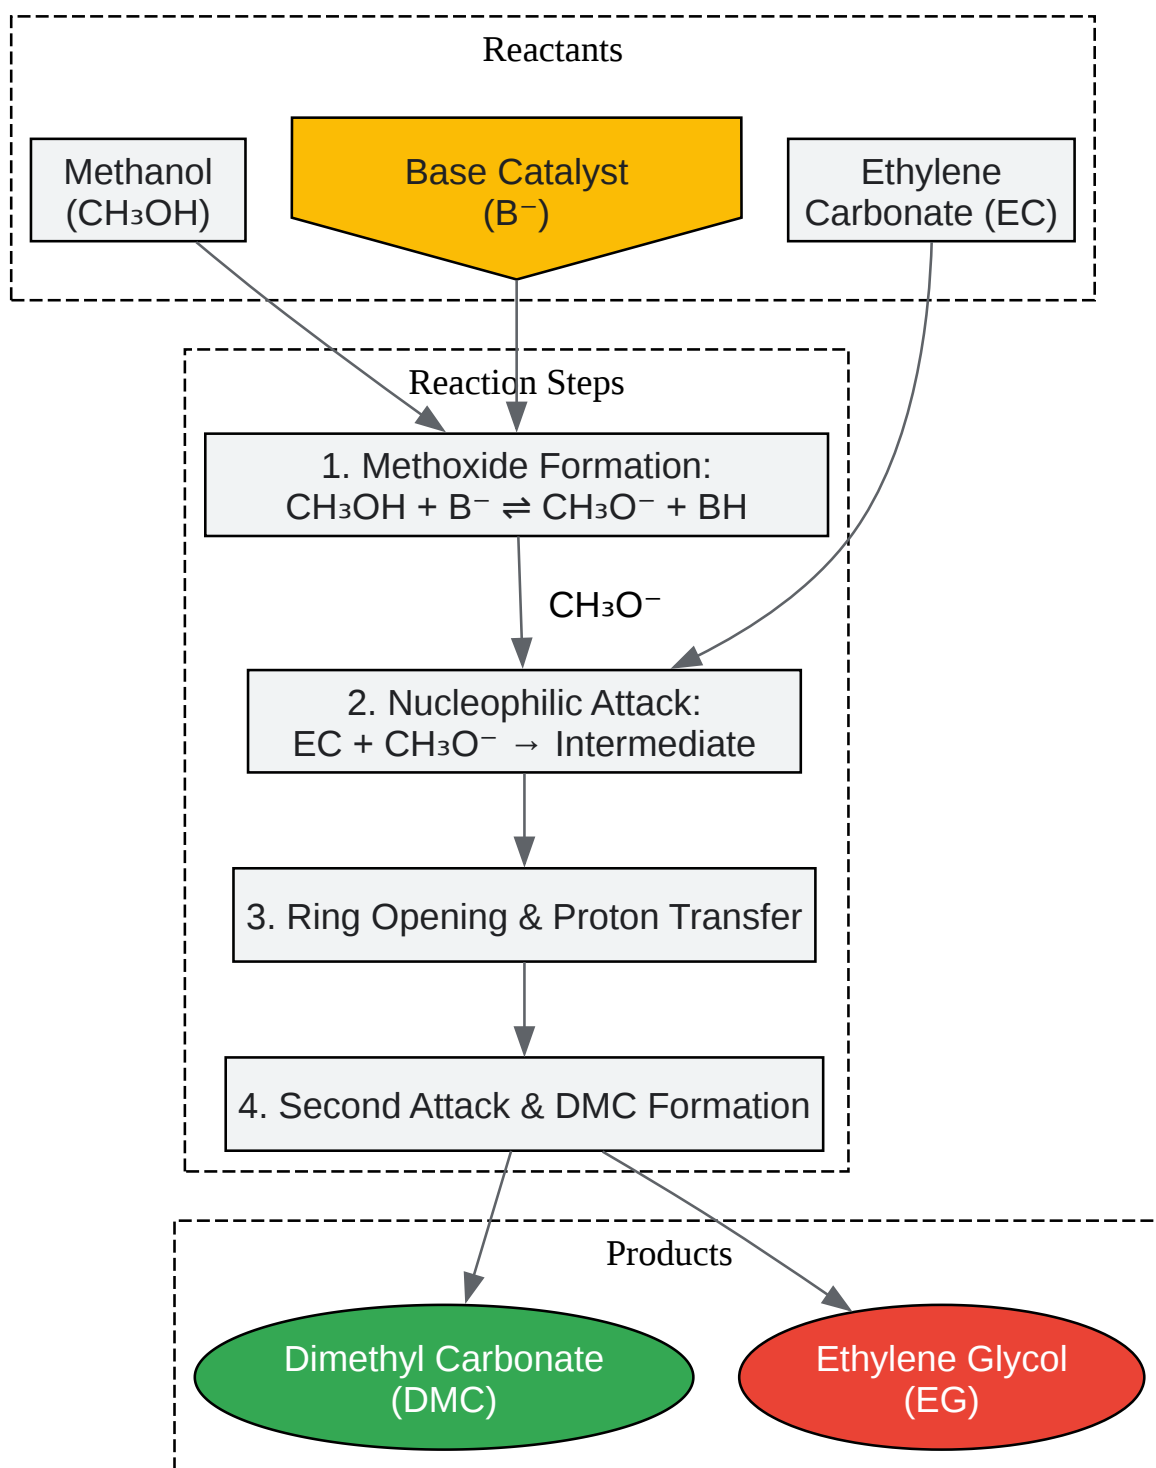 Reactants
Methanol
(CH₃OH)
Base Catalyst
(B⁻)
Ethylene
Carbonate (EC)
Reaction Steps
1. Methoxide Formation:
CH₃OH + B⁻ ⇌ CH₃O⁻ + BH
CH₃O⁻
2. Nucleophilic Attack:
EC + CH₃O⁻ → Intermediate
3. Ring Opening & Proton Transfer
4. Second Attack & DMC Formation
Products
Dimethyl Carbonate
(DMC)
Ethylene Glycol
(EG)